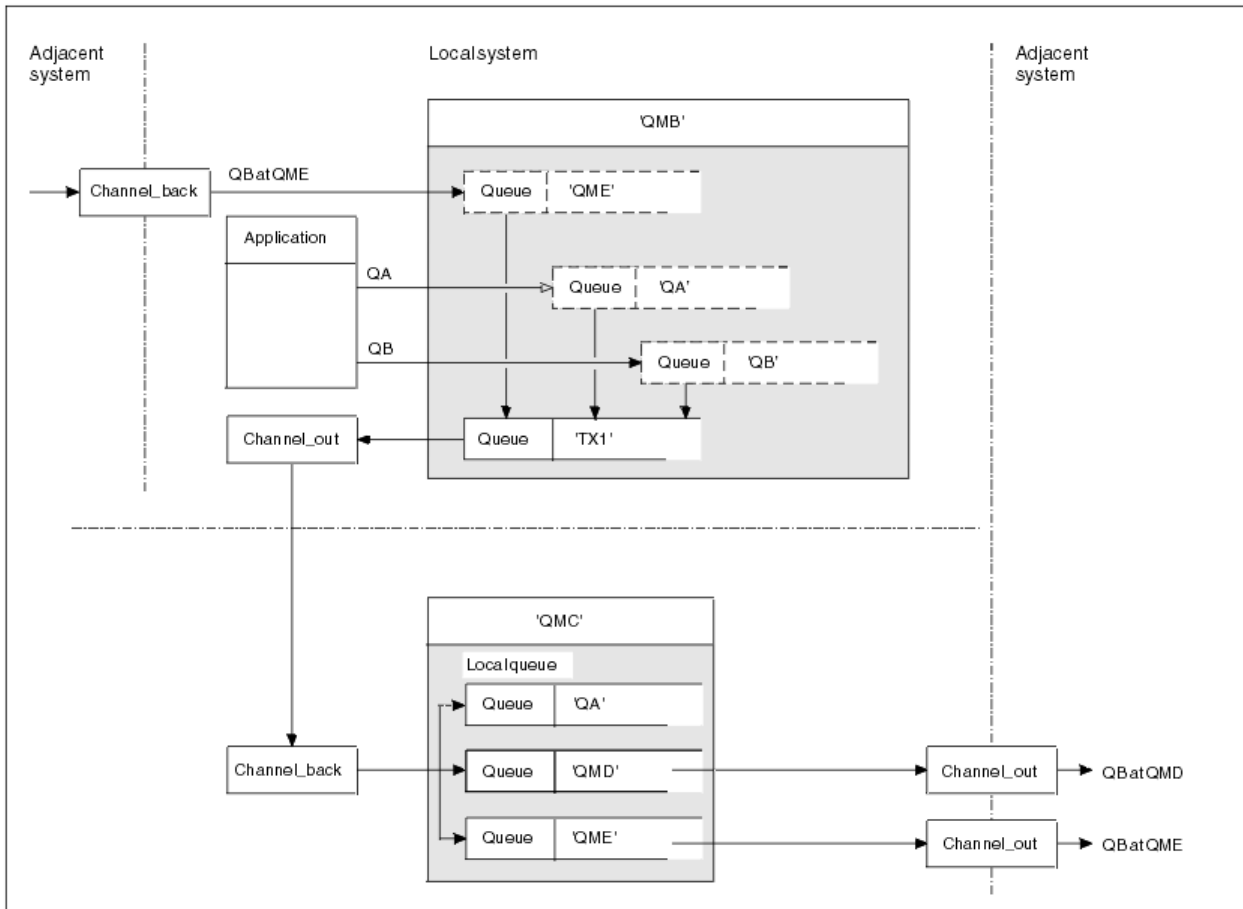 Adjacent
system
Localsystem
Adjacent
system
'QMB'
QBatQME
Channel_back
Queue 'QME'
Application
QA
Queue 'QA'
QB
Queue 'QB'
Channel_out
Queue 'TX1'
'QMC'
Localqueue
Queue 'QA'
Channel_back
Queue 'QMD'
Channel_out
QBatQMD
Queue 'QME'
Channel_out
QBatQME